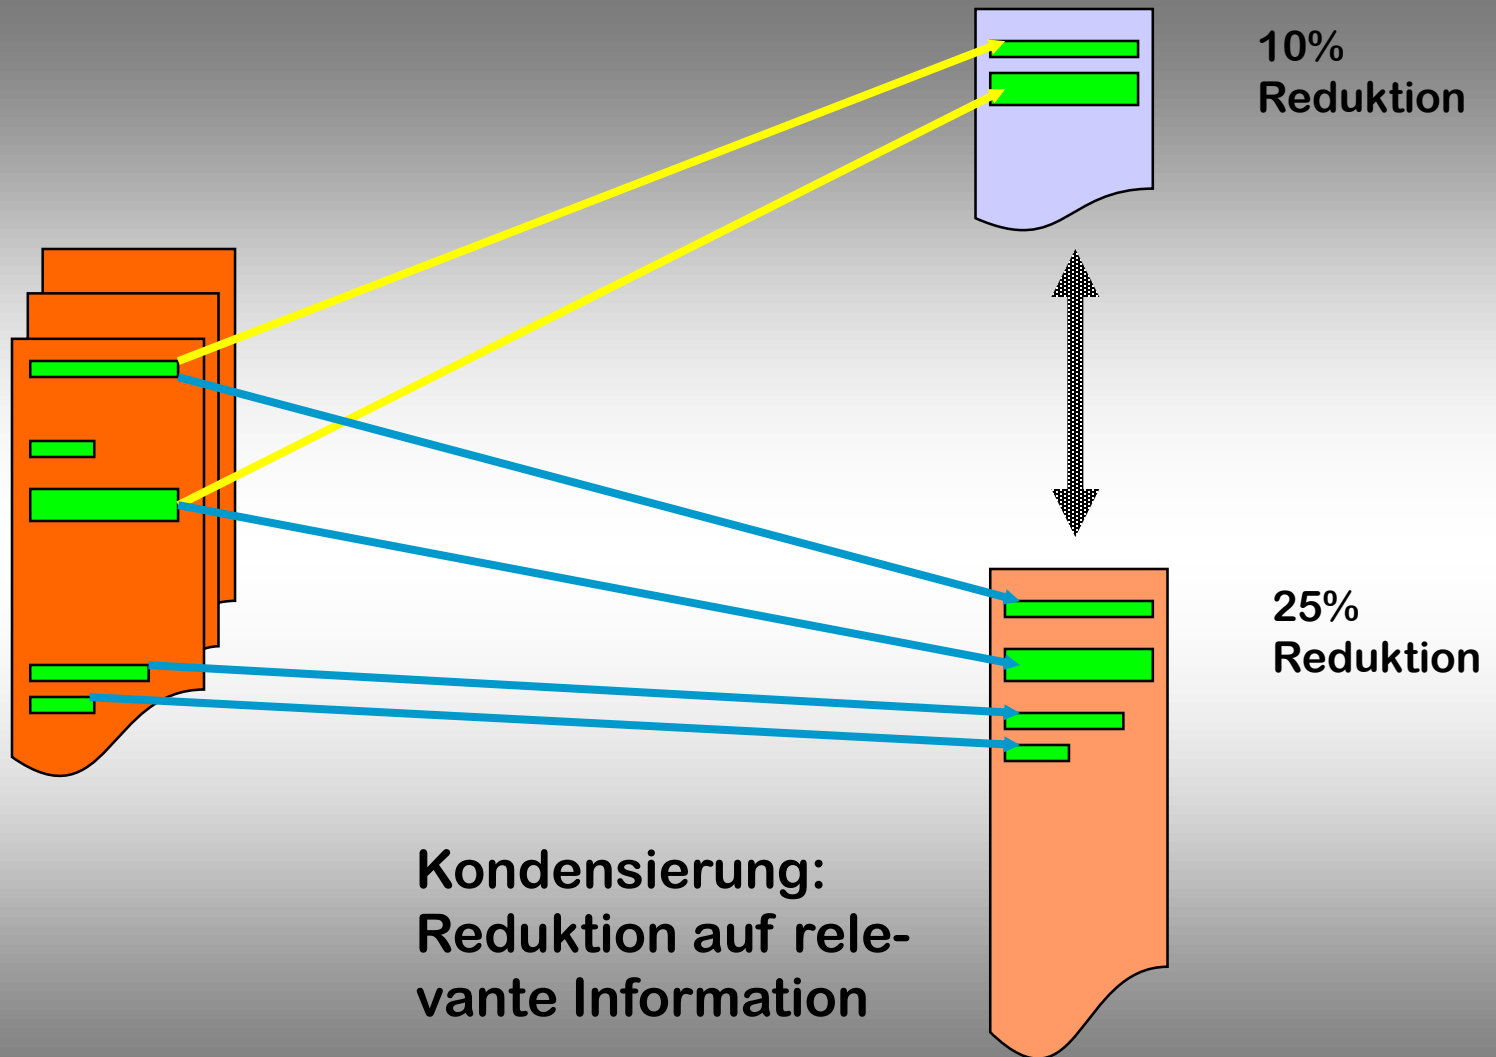 10%
Reduktion
25%
Reduktion
Kondensierung:
Reduktion auf rele-
vante Information